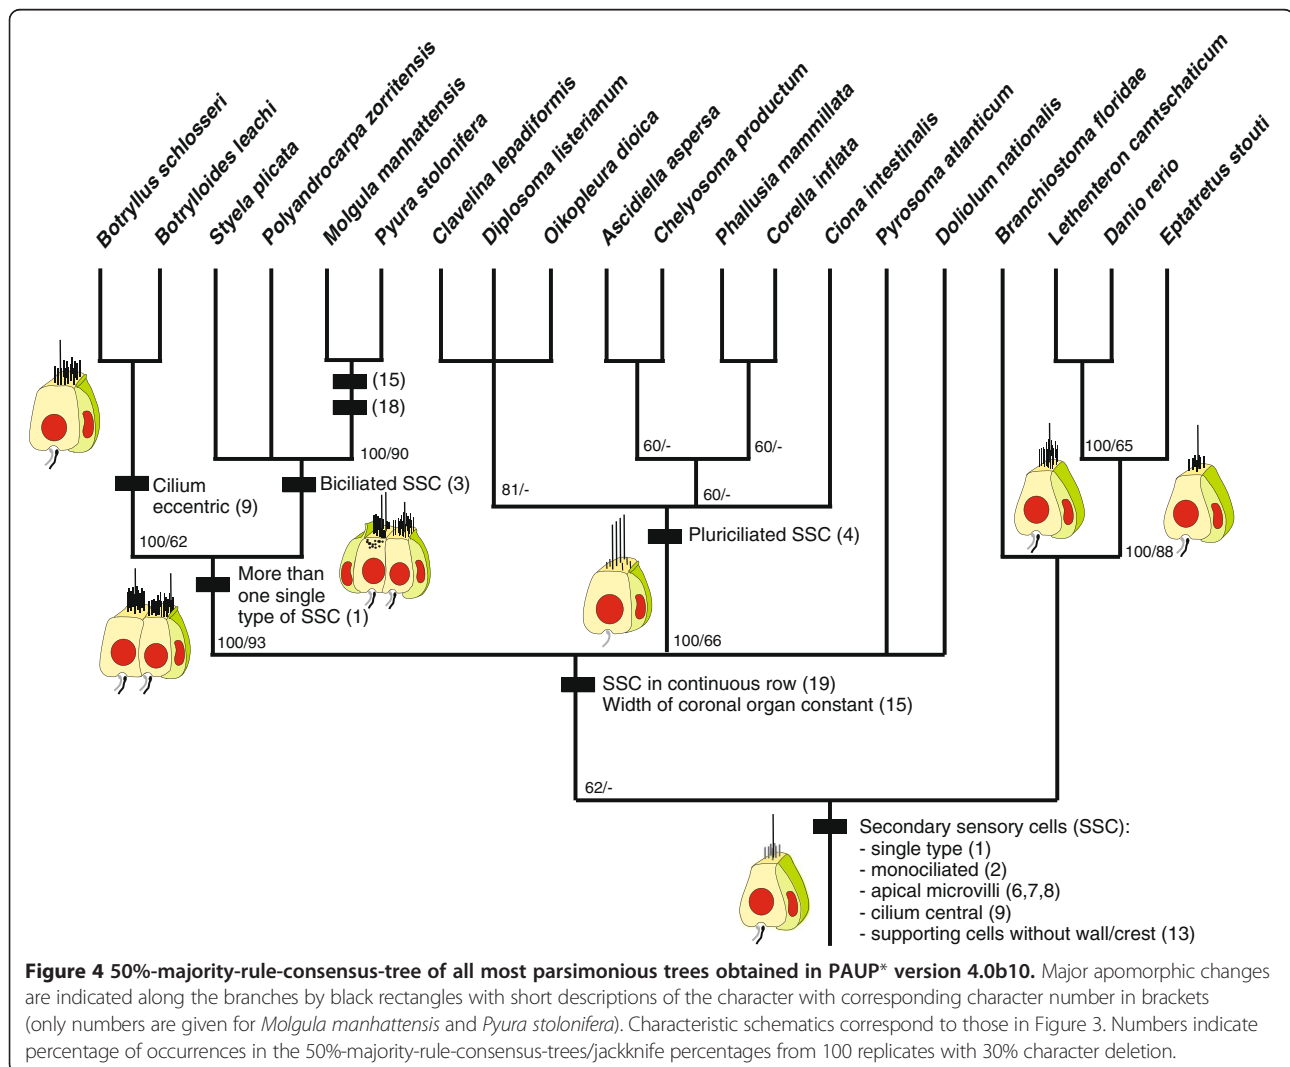 Botryllus schlosseri
Botrylloides leachi
Styela plicata
Polyandrocarpa zorritensis
Molgula manhattensis
Pyura stolonifera
Clavelina lepadiformis
Diplosoma listerianum
Oikopleura dioica
Ascidiella aspersa
Chelyosoma productum
Phallusia mammillata
Corella inflata
Ciona intestinalis
Pyrosoma atlanticum
Doliolum nationalis
Branchiostoma floridae
Lethenteron camtschaticum
Danio rerio
Eptatretus stouti
(15)
(18)
100/90
60/-
60/-
100/65
Cilium
eccentric (9)
Biciliated SSC (3)
81/-
60/-
100/62
Pluriciliated SSC (4)
100/88
More than
one single
type of SSC (1)
100/93
100/66
SSC in continuous row (19)
Width of coronal organ constant (15)
62/-
Secondary sensory cells (SSC):
- single type (1)
- monociliated (2)
- apical microvilli (6,7,8)
- cilium central (9)
- supporting cells without wall/crest (13)
Figure 4 50%-majority-rule-consensus-tree of all most parsimonious trees obtained in PAUP* version 4.0b10. Major apomorphic changes
are indicated along the branches by black rectangles with short descriptions of the character with corresponding character number in brackets
(only numbers are given for Molgula manhattensis and Pyura stolonifera). Characteristic schematics correspond to those in Figure 3. Numbers indicate
percentage of occurrences in the 50%-majority-rule-consensus-trees/jackknife percentages from 100 replicates with 30% character deletion.